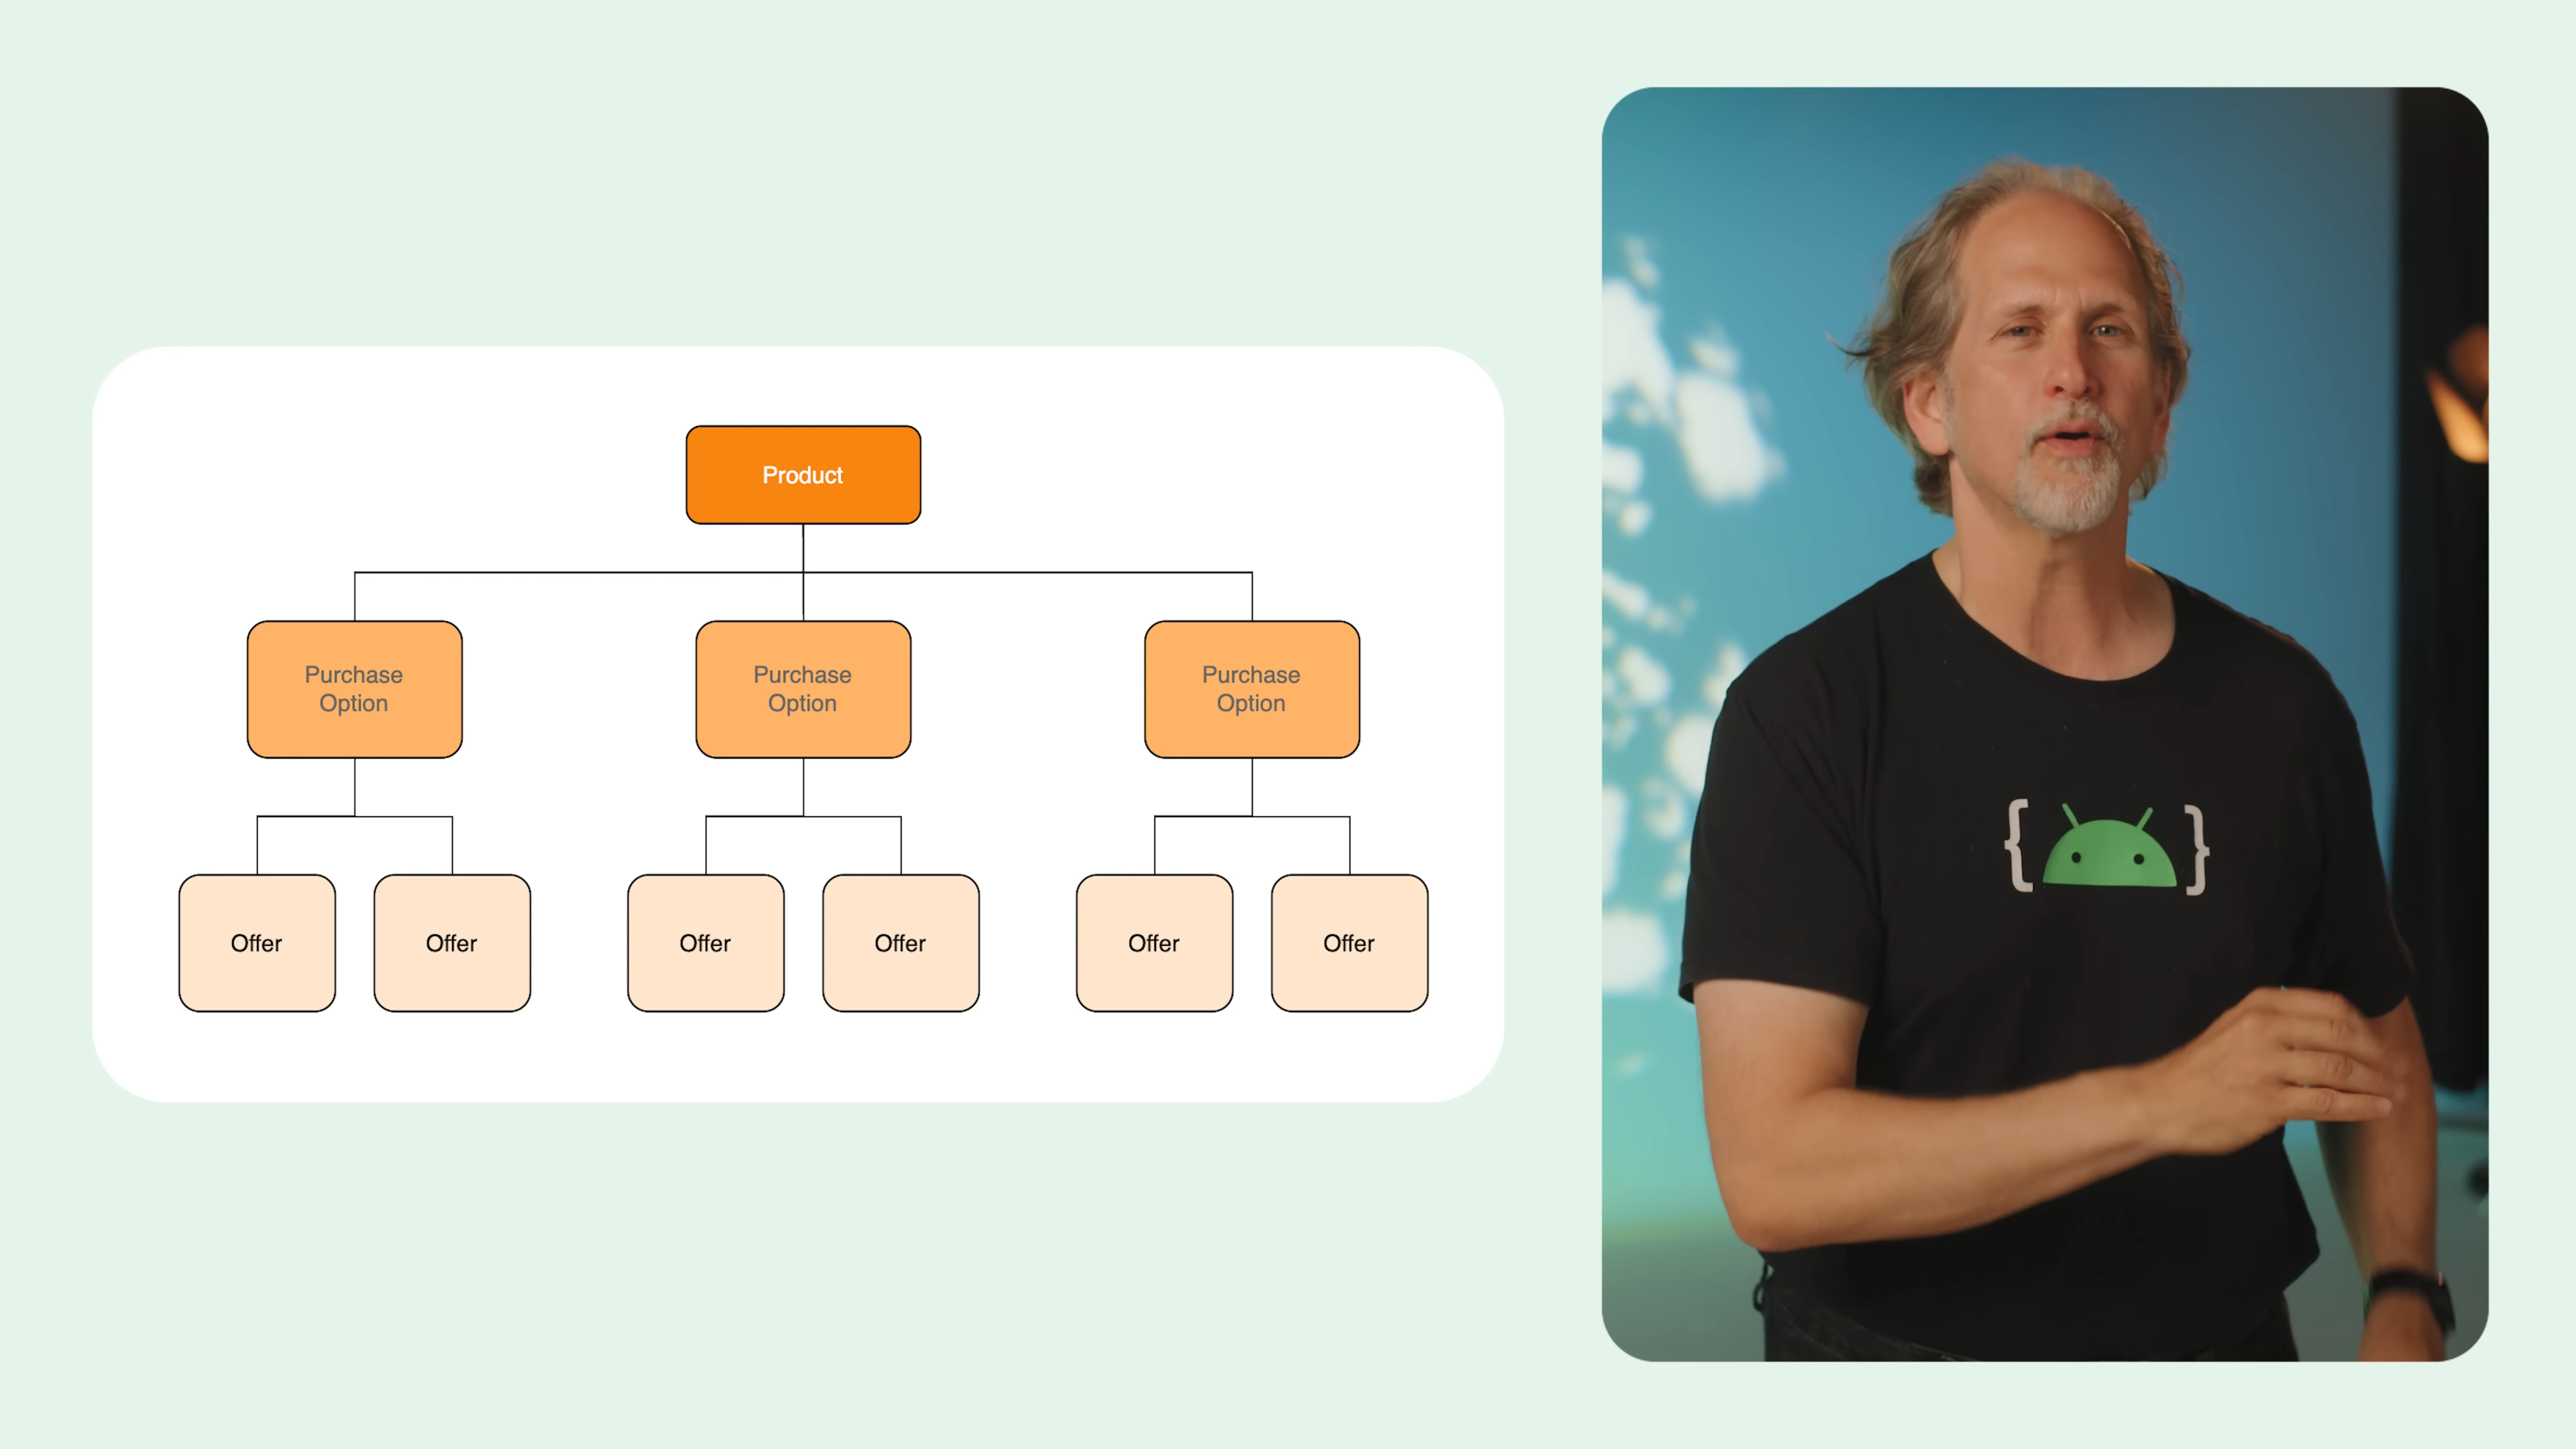 Product
Purchase
Option
Purchase
Option
Purchase
Option
Offer
Offer
Offer
Offer
Offer
Offer
{ }